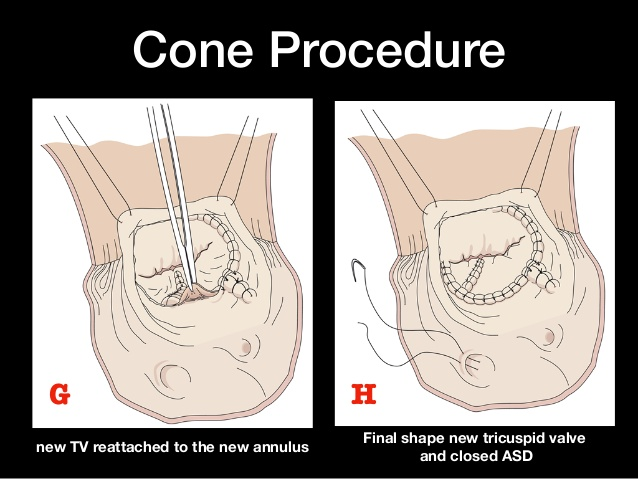 Cone Procedure
G
H
new TV reattached to the new annulus
Final shape new tricuspid valve
and closed ASD